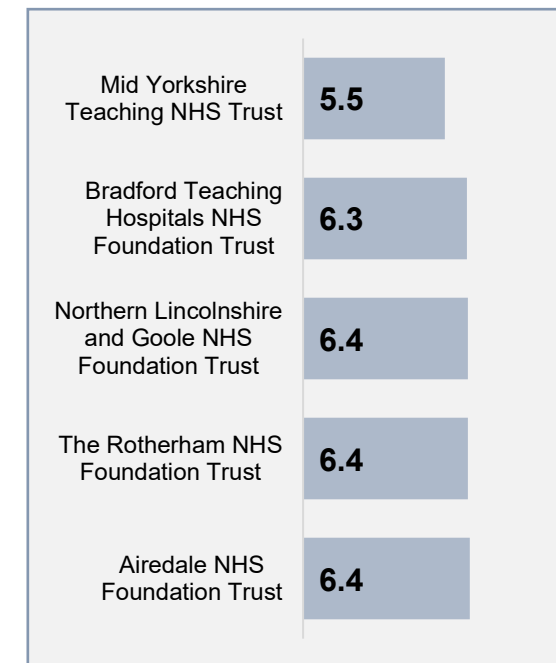 Mid Yorkshire
Teaching NHS Trust
5.5
Bradford Teaching
Hospitals NHS
Foundation Trust
6.3
Northern Lincolnshire
and Goole NHS
Foundation Trust
6.4
The Rotherham NHS
Foundation Trust
6.4
Airedale NHS
Foundation Trust
6.4